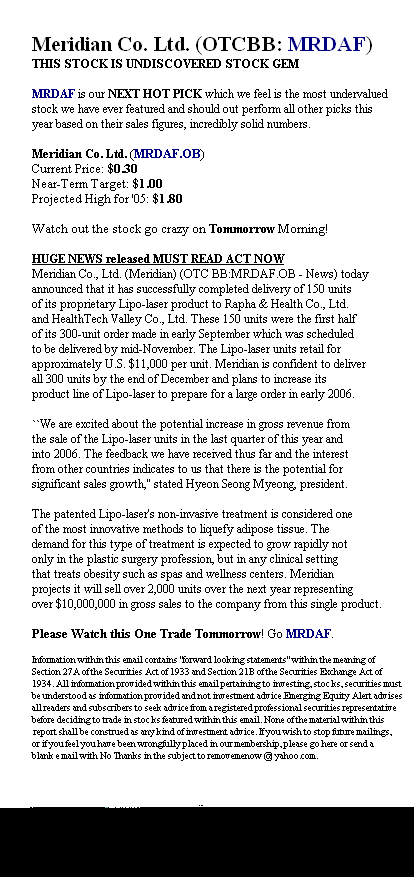 Meridian Co. Ltd. (OTCBB: MRDAF)
THIS STOCK IS UNDISCOVERED STOCK GEM
MRDAF is our NEXT HOT PICK which we feel is the most undervalued
stock we have ever featured and should out perform all other picks this
year based on their sales figures, incredibly solid numbers.
Meridian Co. Ltd. (MRDAF.OB)
Current Price: $0.30
Near-Term Target: $1.00
Projected High for '05: $1.80
Watch out the stock go crazy on Tommorrow Morning!
HUGE NEWS released MUST READ ACT NOW
Meridian Co., Ltd. (Meridian) (OTC BB:MRDAF.OB - News) today
announced that it has successfully completed delivery of 150 units
of its proprietary Lipo-laser product to Rapha & Health Co., Ltd.
and HealthTech Valley Co., Ltd. These 150 units were the first half
of its 300-unit order made in early September which was scheduled
to be delivered by mid-November. The Lipo-laser units retail for
approximately U.S. $11,000 per unit. Meridian is confident to deliver
all 300 units by the end of December and plans to increase its
product line of Lipo-laser to prepare for a large order in early 2006.
``We are excited about the potential increase in gross revenue from
the sale of the Lipo-laser units in the last quarter of this year and
into 2006. The feedback we have received thus far and the interest
from other countries indicates to us that there is the potential for
significant sales growth," stated Hyeon Seong Myeong, president.
The patented Lipo-laser's non-invasive treatment is considered one
of the most innovative methods to liquefy adipose tissue. The
demand for this type of treatment is expected to grow rapidly not
only in the plastic surgery profession, but in any clinical setting
that treats obesity such as spas and wellness centers. Meridian
projects it will sell over 2,000 units over the next year representing
over $10,000,000 in gross sales to the company from this single product.
Please Watch this One Trade Tommorrow! Go MRDAF.
Information within this email contains "forward looking statements" within the meaning of
Section 27A of the Securities Act of 1933 and Section 21B of the Securities Exchange Act of
1934. All information provided within this email pertaining to investing, stocks, securities must
be understood as information provided and not investment advice.Emerging Equity Alert advises
all readers and subscribers to seek advice from a registered professional securities representative
before deciding to trade in stocks featured within this email. None of the material within this
report shall be construed as any kind of investment advice. If you wish to stop future mailings,
or if you feel you have been wrongfully placed in our membership, please go here or send a
blank e mail with No Thanks in the subject to removemenow @ yahoo.com.